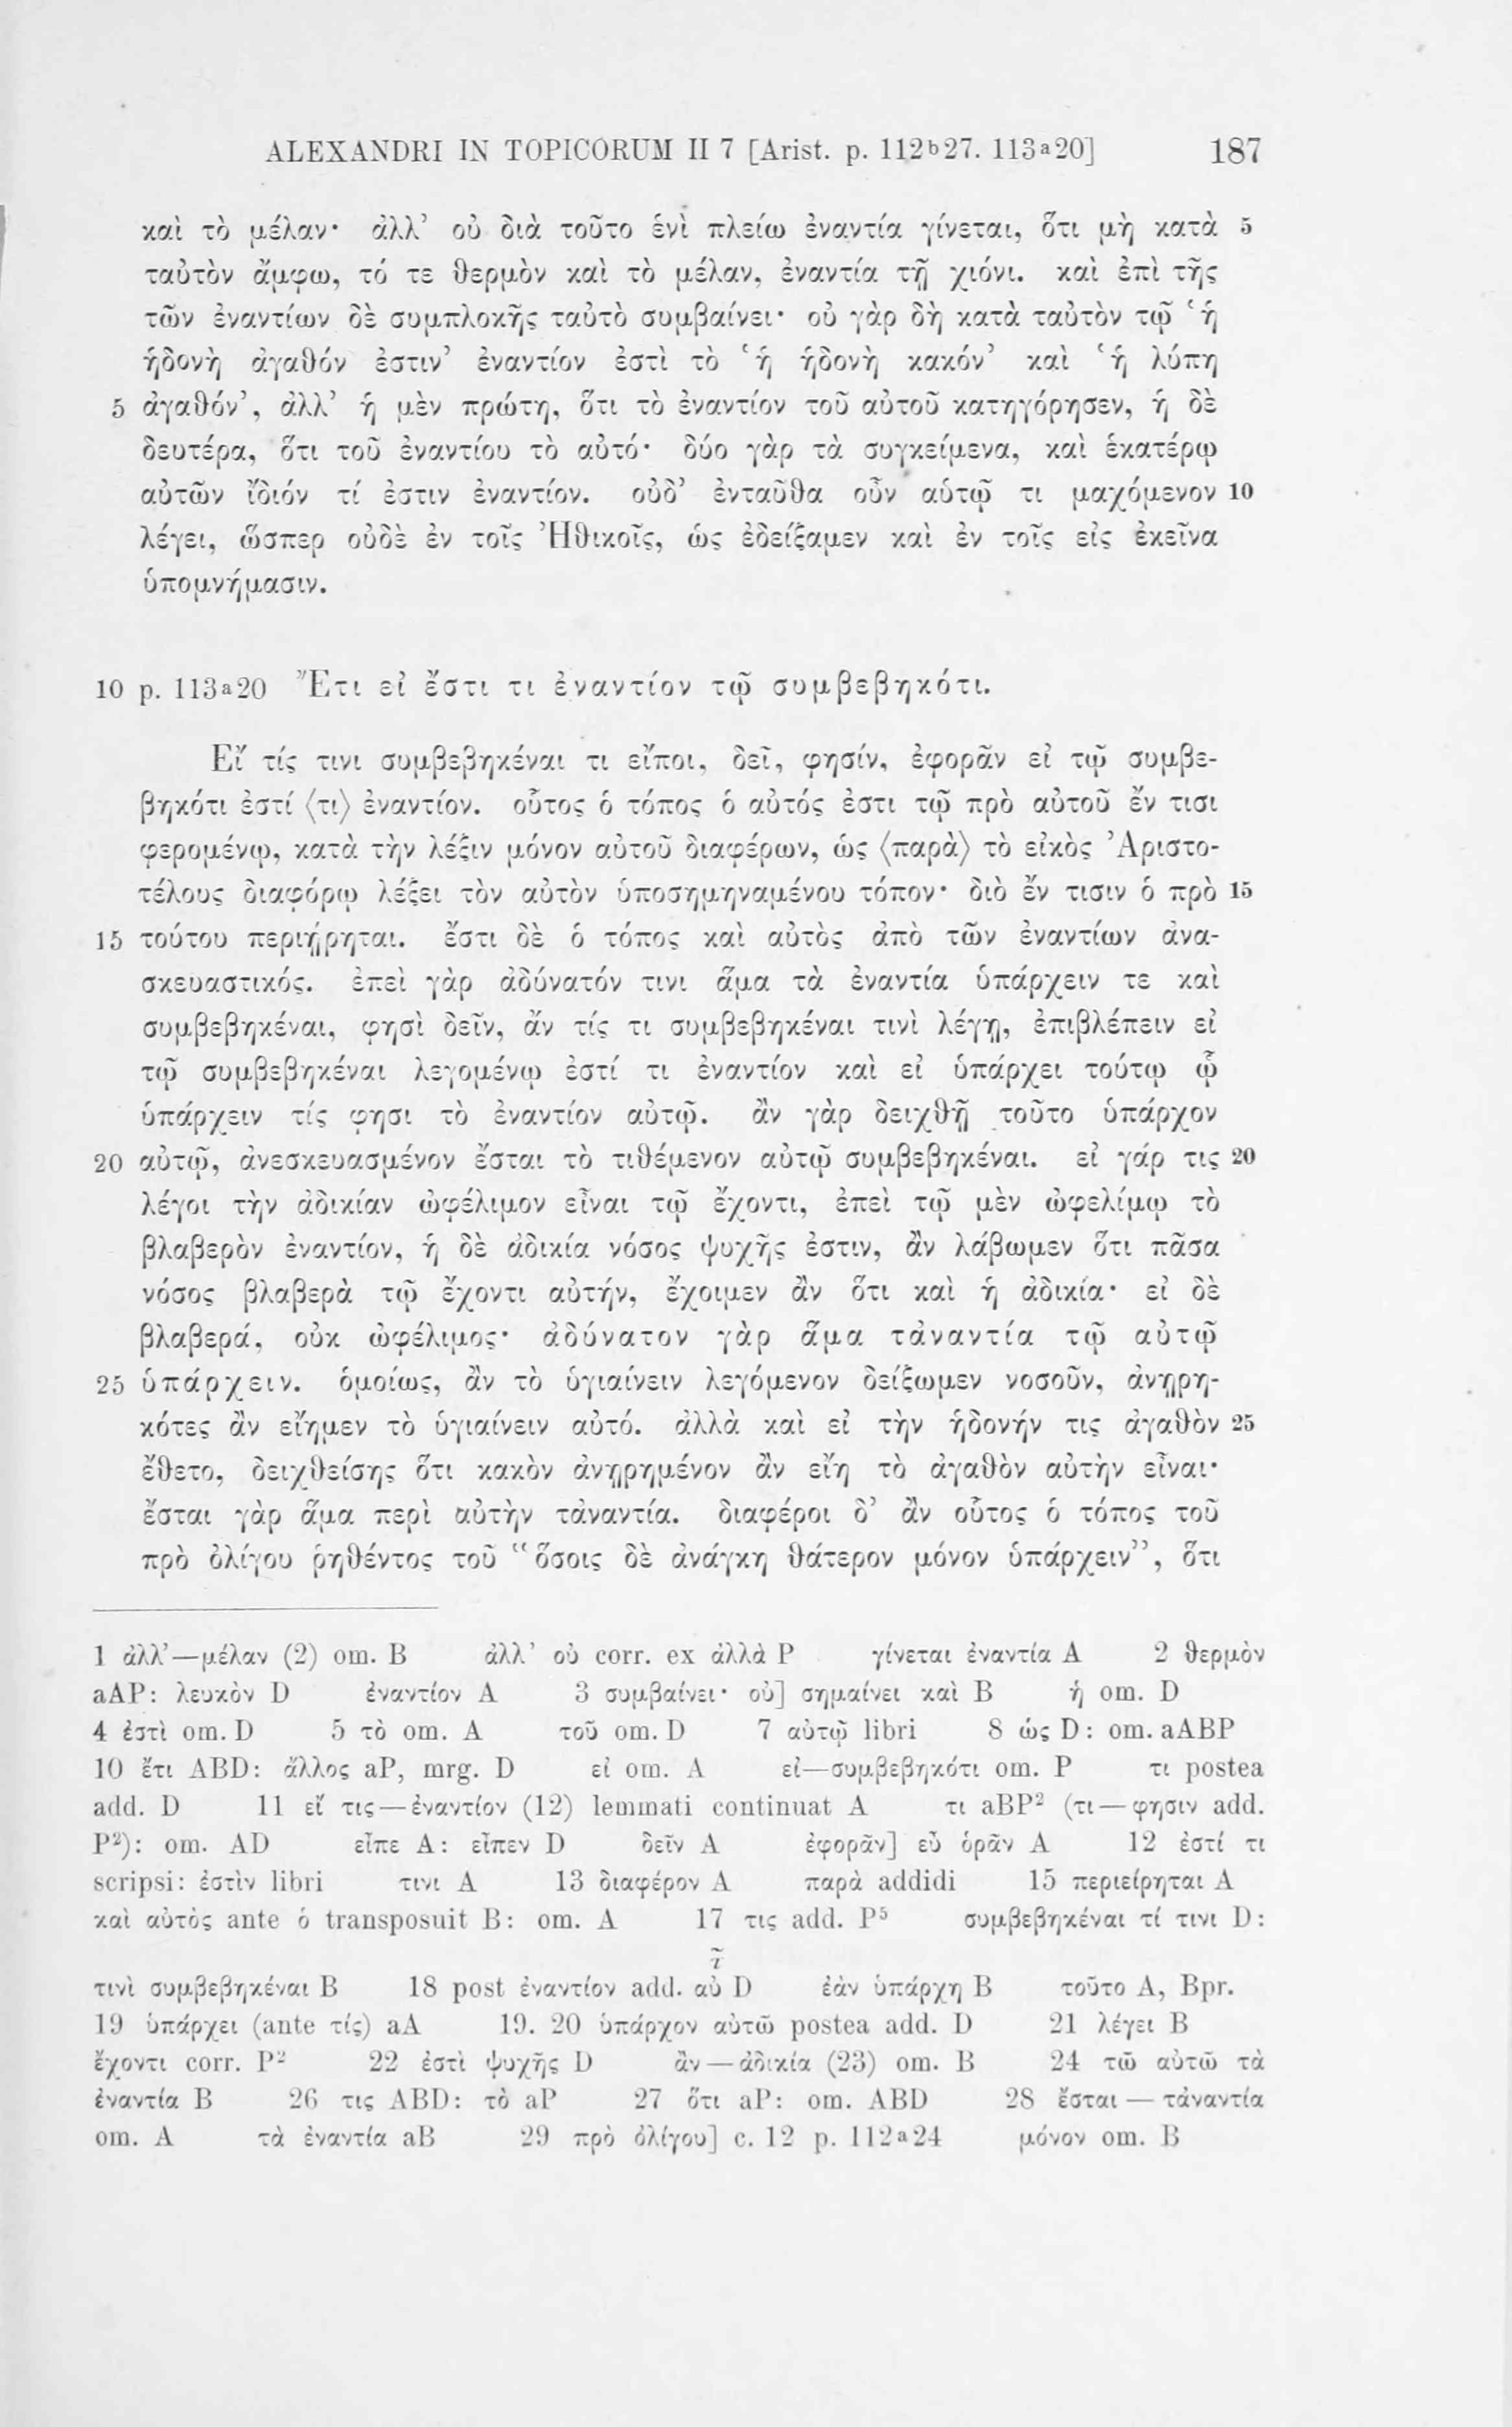 ALEXANDRI IN TOPICORUM II 7 [Arist. p. 112b27. 113a20] 187
καὶ τὸ μέλαν· ἀλλ’ οὐ διὰ τοῦτο ἑνὶ πλείω ἐναντία γίνεται, ὅτι μὴ κατὰ 5
ταὐτὸν ἄμφω, τό τε θερμὸν καὶ τὸ μέλαν, ἐναντία τῇ χιόνι. καὶ ἐπὶ τῆς
τῶν ἐναντίων δὲ συμπλοκῆς ταὐτὸ συμβαίνει· οὐ γὰρ δὴ κατὰ ταὐτὸν τῷ ‘ἡ
ἡδονὴ ἀγαθόν ἐστιν’ ἐναντίον ἐστὶ τὸ ‘ἡ ἡδονὴ κακόν’ καὶ ‘ἡ λύπη
5 ἀγαθόν’, ἀλλ’ ἡ μὲν πρώτη, ὅτι τὸ ἐναντίον τοῦ αὐτοῦ κατηγόρησεν, ἡ δὲ
δευτέρα, ὅτι τοῦ ἐναντίου τὸ αὐτό· δύο γὰρ τὰ συγκείμενα, καὶ ἑκατέρῳ
αὐτῶν ἴδιόν τί ἐστιν ἐναντίον. οὐδ’ ἐνταῦθα οὖν αὑτῷ τι μαχόμενον 10
λέγει, ὥσπερ οὐδὲ ἐν τοῖς Ἠθικοῖς, ὡς ἐδείξαμεν καὶ ἐν τοῖς εἰς ἐκεῖνα
ὑπομνήμασιν.
10 p. 113a20 Ἔτι εἰ ἔστι τι ἐναντίον τῷ συμβεβηκότι.
Εἴ τίς τινι συμβεβηκέναι τι εἴποι, δεῖ, φησίν, ἐφορᾶν εἰ τῷ συμβε-
βηκότι ἐστί ⟨τι⟩ ἐναντίον. οὗτος ὁ τόπος ὁ αὐτός ἐστι τῷ πρὸ αὐτοῦ ἔν τισι
φερομένῳ, κατὰ τὴν λέξιν μόνον αὐτοῦ διαφέρων, ὡς ⟨παρὰ⟩ τὸ εἰκὸς Ἀριστο-
τέλους διαφόρῳ λέξει τὸν αὐτὸν ὑποσημηναμένου τόπον· διὸ ἔν τισιν ὁ πρὸ 15
15 τούτου περιῄρηται. ἔστι δὲ ὁ τόπος καὶ αὐτὸς ἀπὸ τῶν ἐναντίων ἀνα-
σκευαστικός. ἐπεὶ γὰρ ἀδύνατόν τινι ἅμα τὰ ἐναντία ὑπάρχειν τε καὶ
συμβεβηκέναι, φησὶ δεῖν, ἄν τίς τι συμβεβηκέναι τινὶ λέγῃ, ἐπιβλέπειν εἰ
τῷ συμβεβηκέναι λεγομένῳ ἐστί τι ἐναντίον καὶ εἰ ὑπάρχει τούτῳ ᾧ
ὑπάρχειν τίς φησι τὸ ἐναντίον αὐτῷ. ἂν γὰρ δειχθῇ τοῦτο ὑπάρχον
20 αὐτῷ, ἀνεσκευασμένον ἔσται τὸ τιθέμενον αὐτῷ συμβεβηκέναι. εἰ γάρ τις 20
λέγοι τὴν ἀδικίαν ὠφέλιμον εἶναι τῷ ἔχοντι, ἐπεὶ τῷ μὲν ὠφελίμῳ τὸ
βλαβερὸν ἐναντίον, ἡ δὲ ἀδικία νόσος ψυχῆς ἐστιν, ἂν λάβωμεν ὅτι πᾶσα
νόσος βλαβερὰ τῷ ἔχοντι αὐτήν, ἔχοιμεν ἂν ὅτι καὶ ἡ ἀδικία· εἰ δὲ
βλαβερά, οὐκ ὠφέλιμος· ἀδύνατον γὰρ ἅμα τἀναντία τῷ αὐτῷ
25 ὑπάρχειν. ὁμοίως, ἂν τὸ ὑγιαίνειν λεγόμενον δείξωμεν νοσοῦν, ἀνῃρη-
κότες ἂν εἴημεν τὸ ὑγιαίνειν αὐτό. ἀλλὰ καὶ εἰ τὴν ἡδονήν τις ἀγαθὸν 25
ἔθετο, δειχθείσης ὅτι κακὸν ἀνῃρημένον ἂν εἴη τὸ ἀγαθὸν αὐτὴν εἶναι·
ἔσται γὰρ ἅμα περὶ αὐτὴν τἀναντία. διαφέροι δ’ ἂν οὗτος ὁ τόπος τοῦ
πρὸ ὀλίγου ῥηθέντος τοῦ “ὅσοις δὲ ἀνάγκη θάτερον μόνον ὑπάρχειν”, ὅτι
1 ἀλλ’—μέλαν (2) om. B ἀλλ’ οὐ corr. ex ἀλλὰ P γίνεται ἐναντία A 2 θερμὸν
aAP: λευκὸν D ἐναντίον A 3 συμβαίνει· οὐ] σημαίνει καὶ B ἡ om. D
4 ἐστὶ om. D 5 τὸ om. A τοῦ om. D 7 αὐτῷ libri 8 ὡς D: om. aABP
10 ἔτι ABD: ἄλλος aP, mrg. D εἰ om. A εἰ—συμβεβηκότι om. P τι postea
add. D 11 εἴ τις—ἐναντίον (12) lemmati continuat A τι aBP² (τι—φησιν add.
P²): om. AD εἶπε A: εἶπεν D δεῖν A ἐφορᾶν] εὖ ὁρᾶν A 12 ἐστί τι
scripsi: ἐστὶν libri τινι A 13 διαφέρον A παρὰ addidi 15 περιείρηται A
καὶ αὐτὸς ante ὁ transposuit B: om. A 17 τις add. P⁵ συμβεβηκέναι τί τινι D:
τινὶ συμβεβηκέναι B 18 post ἐναντίον add. αὐ D ἐὰν ὑπάρχη B τοῦτο A, Bpr.
19 ὑπάρχει (ante τίς) aA 19. 20 ὑπάρχον αὐτῶ postea add. D 21 λέγει B
ἔχοντι corr. P² 22 ἐστὶ ψυχῆς D ἂν—ἀδικία (23) om. B 24 τῶ αὐτῶ τὰ
ἐναντία B 26 τις ABD: τὸ aP 27 ὅτι aP: om. ABD 28 ἔσται—τἀναντία
om. A τὰ ἐναντία aB 29 πρὸ ὀλίγου] c. 12 p. 112a24 μόνον om. B